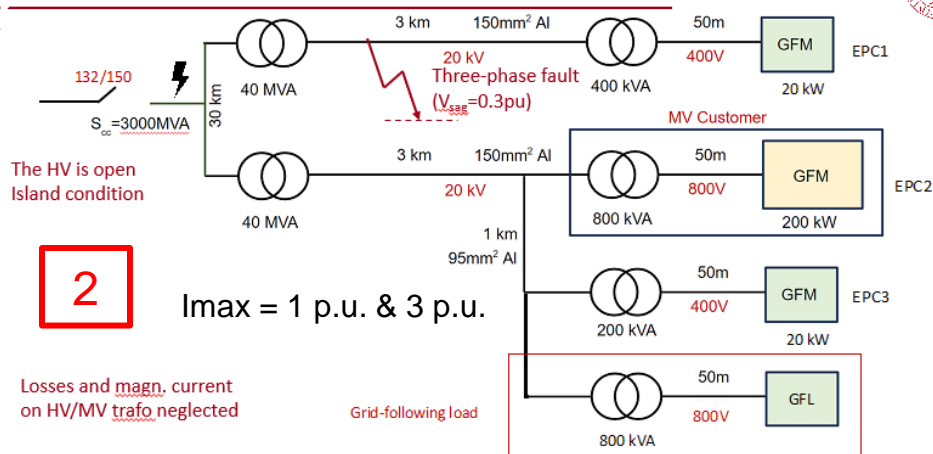 3 km 150mm² Al 50m
20 kV 400V
GFM EPC1
132/150
40 MVA
Three-phase fault
(Vsag=0.3pu)
400 kVA 20 kW
30 km
Scc=3000MVA
MV Customer
The HV is open
Island condition
3 km 150mm² Al 50m
20 kV 800V
GFM EPC2
40 MVA 800 kVA 200 kW
1 km
95mm² Al
2
Imax = 1 p.u. & 3 p.u.
50m
400V
GFM EPC3
200 kVA
20 kW
Losses and magn. current
on HV/MV trafo neglected
Grid-following load
50m
800V
GFL
800 kVA